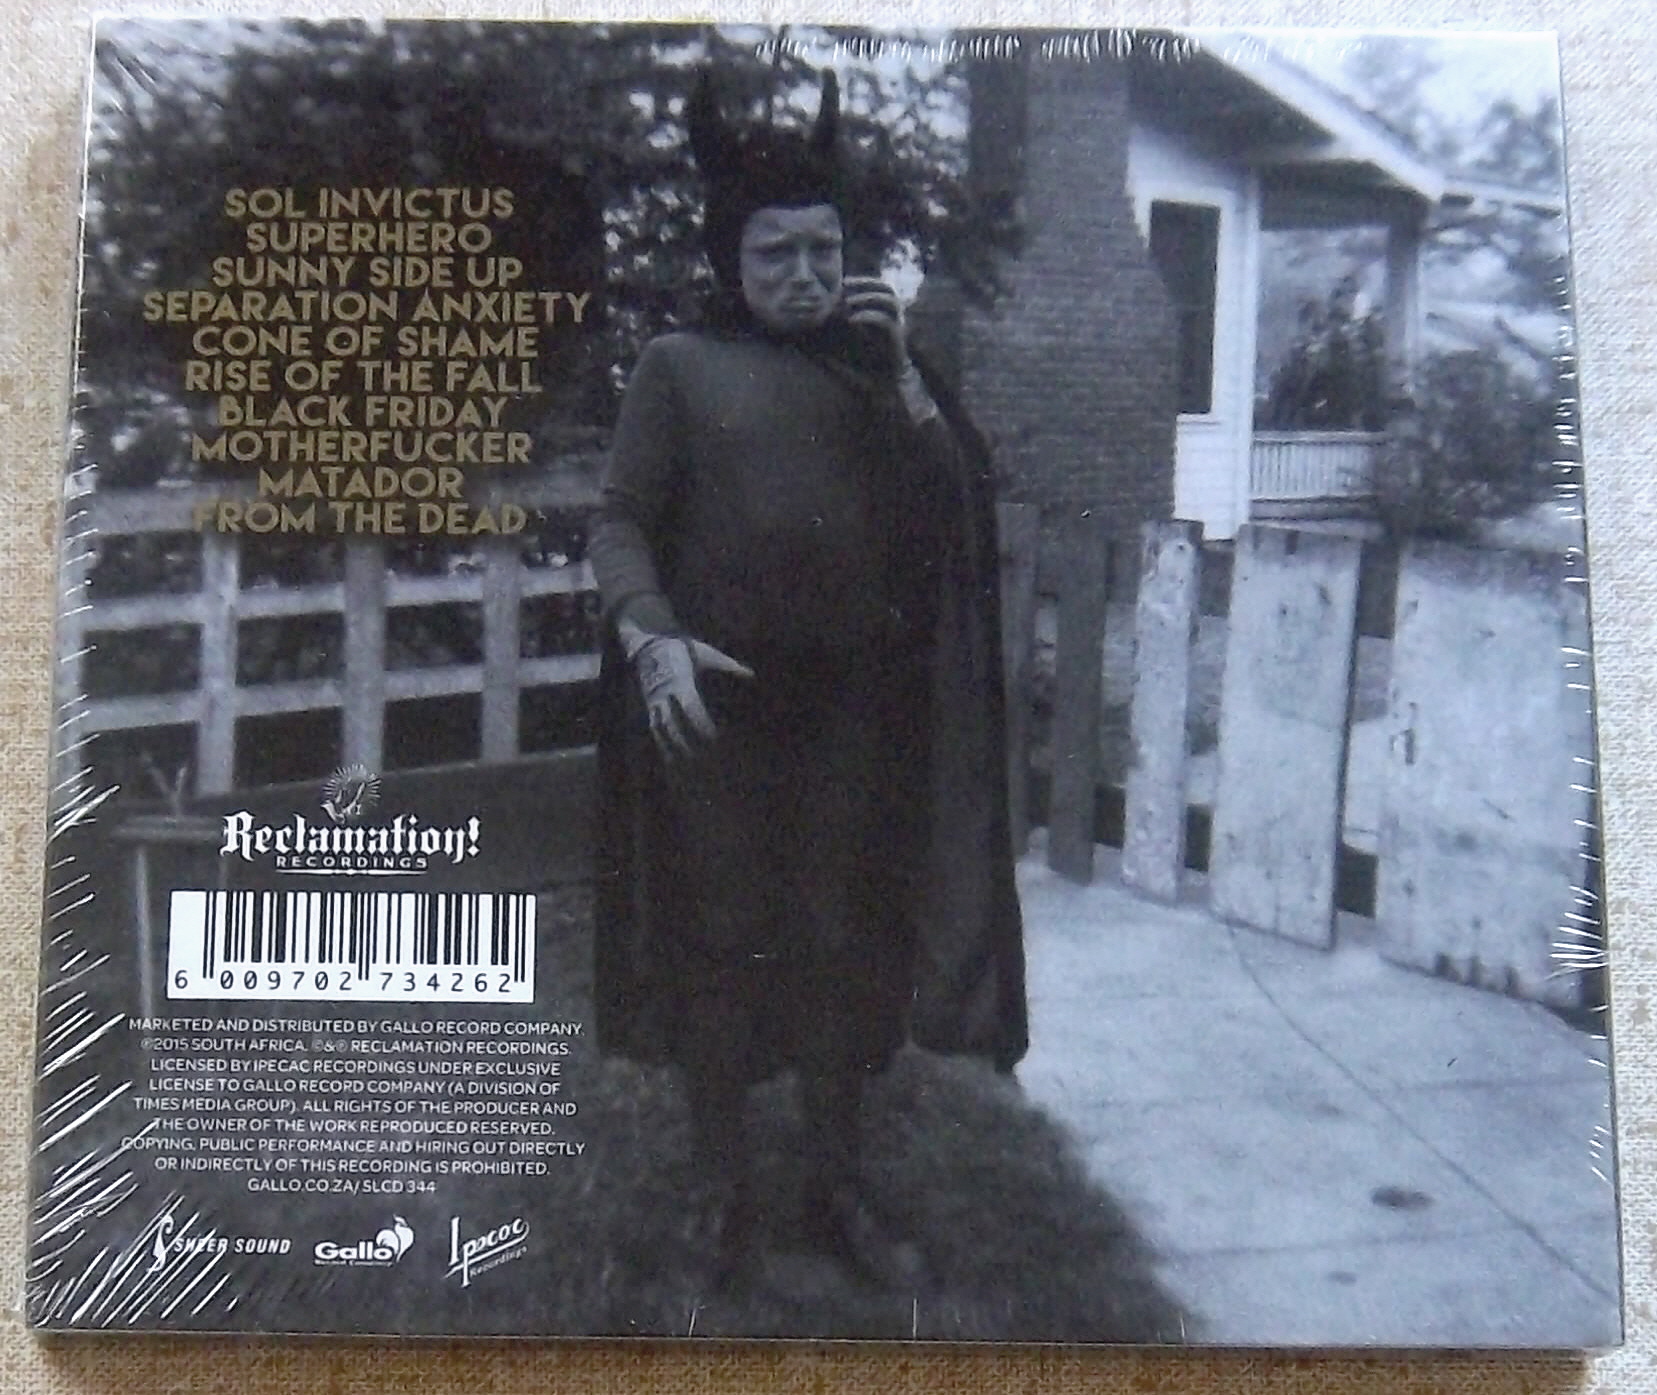 SOL INVICTUS
SUPERHERO
SUNNY SIDE UP
SEPARATION ANXIETY
CONE OF SHAME
RISE OF THE FALL
BLACK FRIDAY
MOTHERFUCKER
MATADOR
FROM THE DEAD
Reclamation!
RECORDINGS
6 009702 734262
MARKETED AND DISTRIBUTED BY GALLO RECORD COMPANY.
℗2015 SOUTH AFRICA. ©&℗ RECLAMATION RECORDINGS.
LICENSED BY IPECAC RECORDINGS UNDER EXCLUSIVE
LICENSE TO GALLO RECORD COMPANY (A DIVISION OF
TIMES MEDIA GROUP). ALL RIGHTS OF THE PRODUCER AND
THE OWNER OF THE WORK REPRODUCED RESERVED.
COPYING, PUBLIC PERFORMANCE AND HIRING OUT DIRECTLY
OR INDIRECTLY OF THIS RECORDING IS PROHIBITED.
GALLO.CO.ZA/ SLCD 344
SHEER SOUND
Gallo
Record Company
Ipecac
Recordings